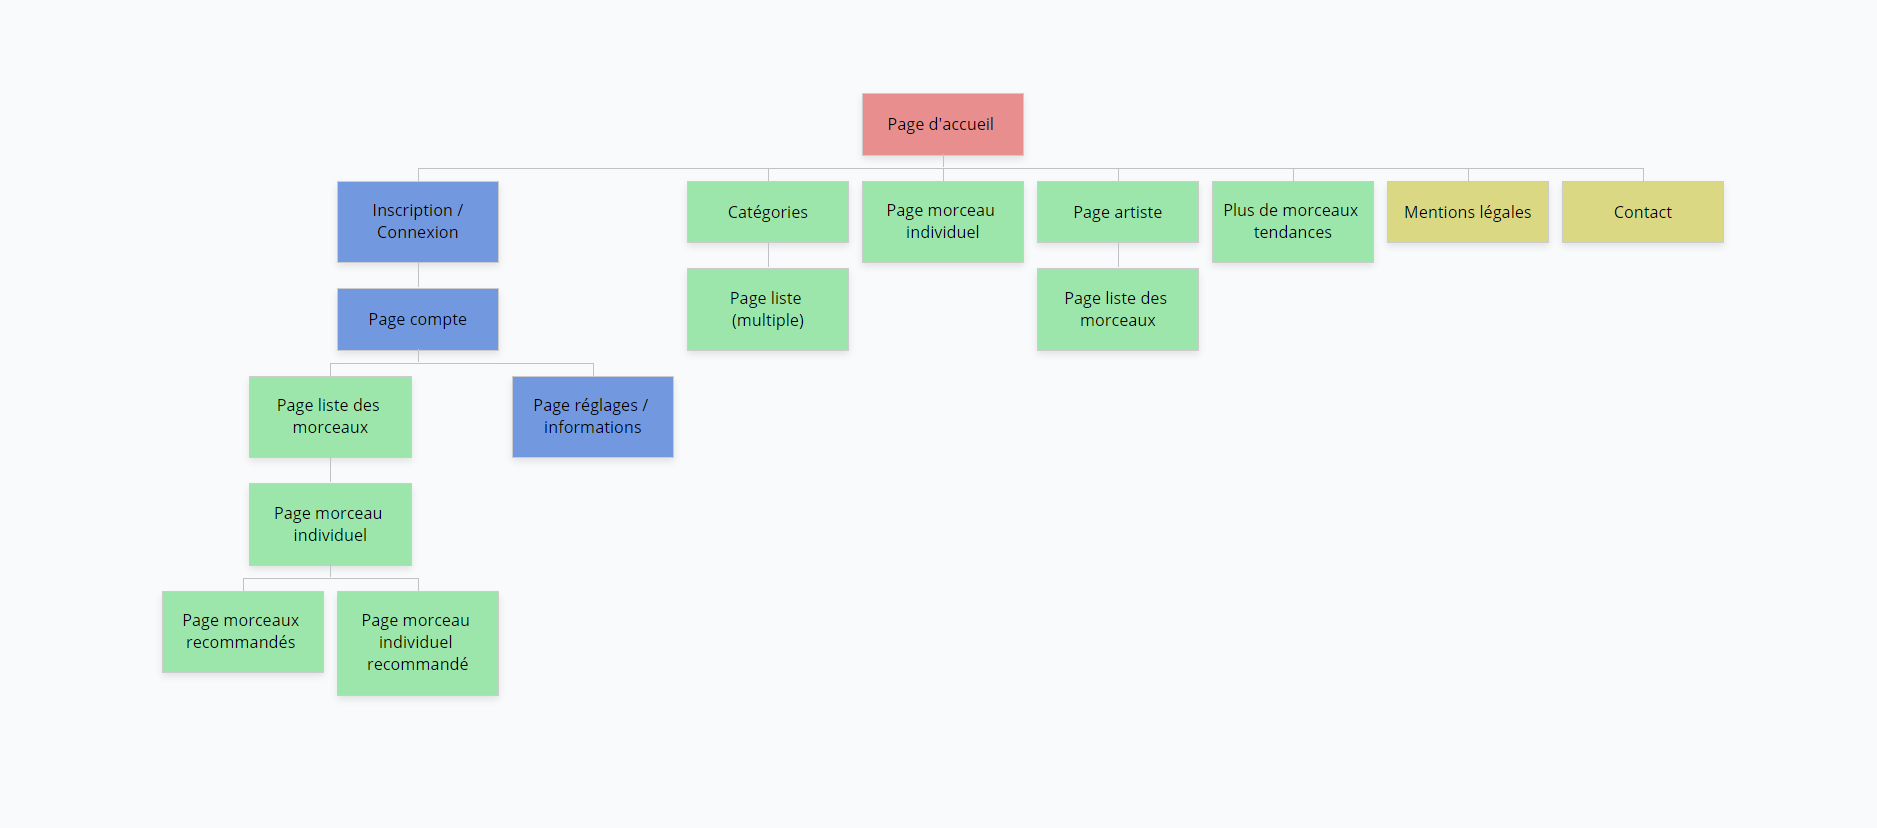 Page d'accueil
Inscription /
Connexion
Catégories
Page morceau
individuel
Page artiste
Plus de morceaux
tendances
Mentions légales
Contact
Page compte
Page liste
(multiple)
Page liste des
morceaux
Page liste des
morceaux
Page réglages /
informations
Page morceau
individuel
Page morceaux
recommandés
Page morceau
individuel
recommandé